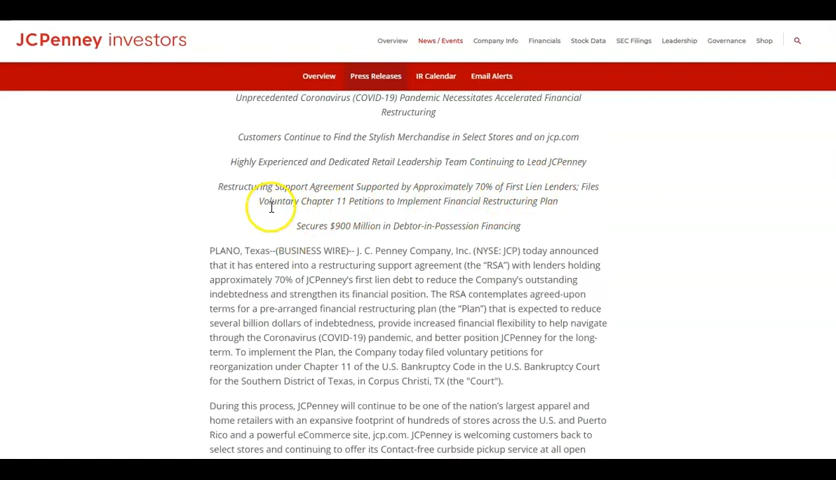 JCPenney investors
Overview News / Events Company Info Financials Stock Data SEC Filings Leadership Governance Shop
Overview Press Releases IR Calendar Email Alerts
Unprecedented Coronavirus (COVID-19) Pandemic Necessitates Accelerated Financial
Restructuring
Customers Continue to Find the Stylish Merchandise in Select Stores and on jcp.com
Highly Experienced and Dedicated Retail Leadership Team Continuing to Lead JCPenney
Restructuring Support Agreement Supported by Approximately 70% of First Lien Lenders; Files
Voluntary Chapter 11 Petitions to Implement Financial Restructuring Plan
Secures $900 Million in Debtor-in-Possession Financing
PLANO, Texas--(BUSINESS WIRE)-- J. C. Penney Company, Inc. (NYSE: JCP) today announced
that it has entered into a restructuring support agreement (the “RSA”) with lenders holding
approximately 70% of JCPenney’s first lien debt to reduce the Company’s outstanding
indebtedness and strengthen its financial position. The RSA contemplates agreed-upon
terms for a pre-arranged financial restructuring plan (the “Plan”) that is expected to reduce
several billion dollars of indebtedness, provide increased financial flexibility to help navigate
through the Coronavirus (COVID-19) pandemic, and better position JCPenney for the long-
term. To implement the Plan, the Company today filed voluntary petitions for
reorganization under Chapter 11 of the U.S. Bankruptcy Code in the U.S. Bankruptcy Court
for the Southern District of Texas, in Corpus Christi, TX (the "Court").
During this process, JCPenney will continue to be one of the nation’s largest apparel and
home retailers with an expansive footprint of hundreds of stores across the U.S. and Puerto
Rico and a powerful eCommerce site, jcp.com. JCPenney is welcoming customers back to
select stores and continuing to offer its Contact-free curbside pickup service at all open